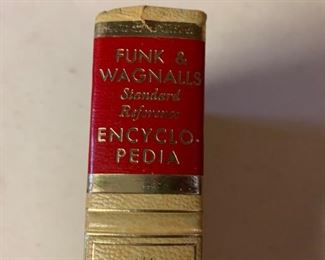 FUNK &
WAGNALLS
Standard
Reference
ENCYCLO-
PEDIA